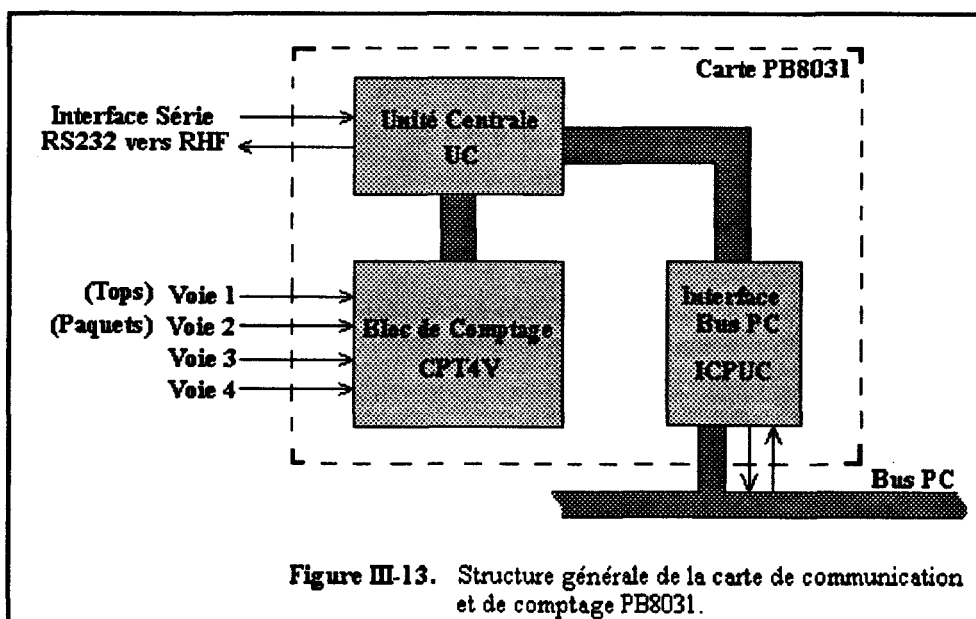 Carte PB8031
Interface Série
RS232 vers RHF
Unité Centrale
UC
(Tops) Voie 1
(Paquets) Voie 2
Voie 3
Voie 4
Bloc de Comptage
CPT4V
Interface
Bus PC
ICPUC
Bus PC
Figure III-13. Structure générale de la carte de communication
et de comptage PB8031.